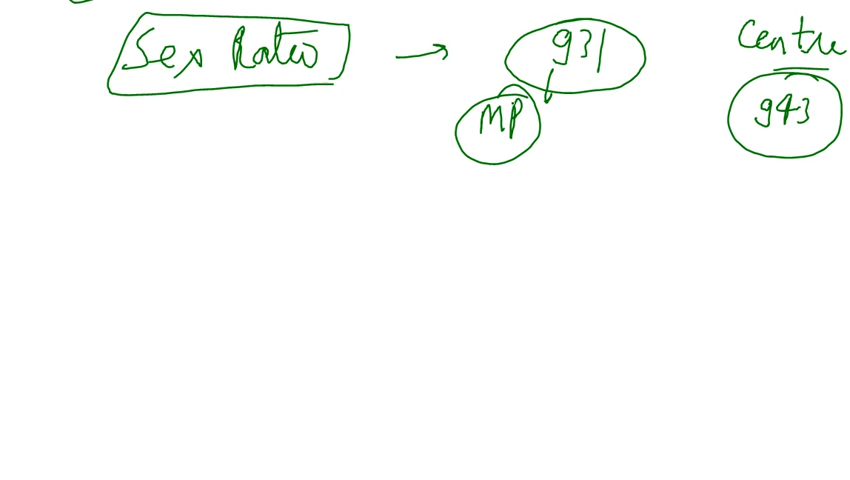 Sex Ratio → 931 Centre
MP 943